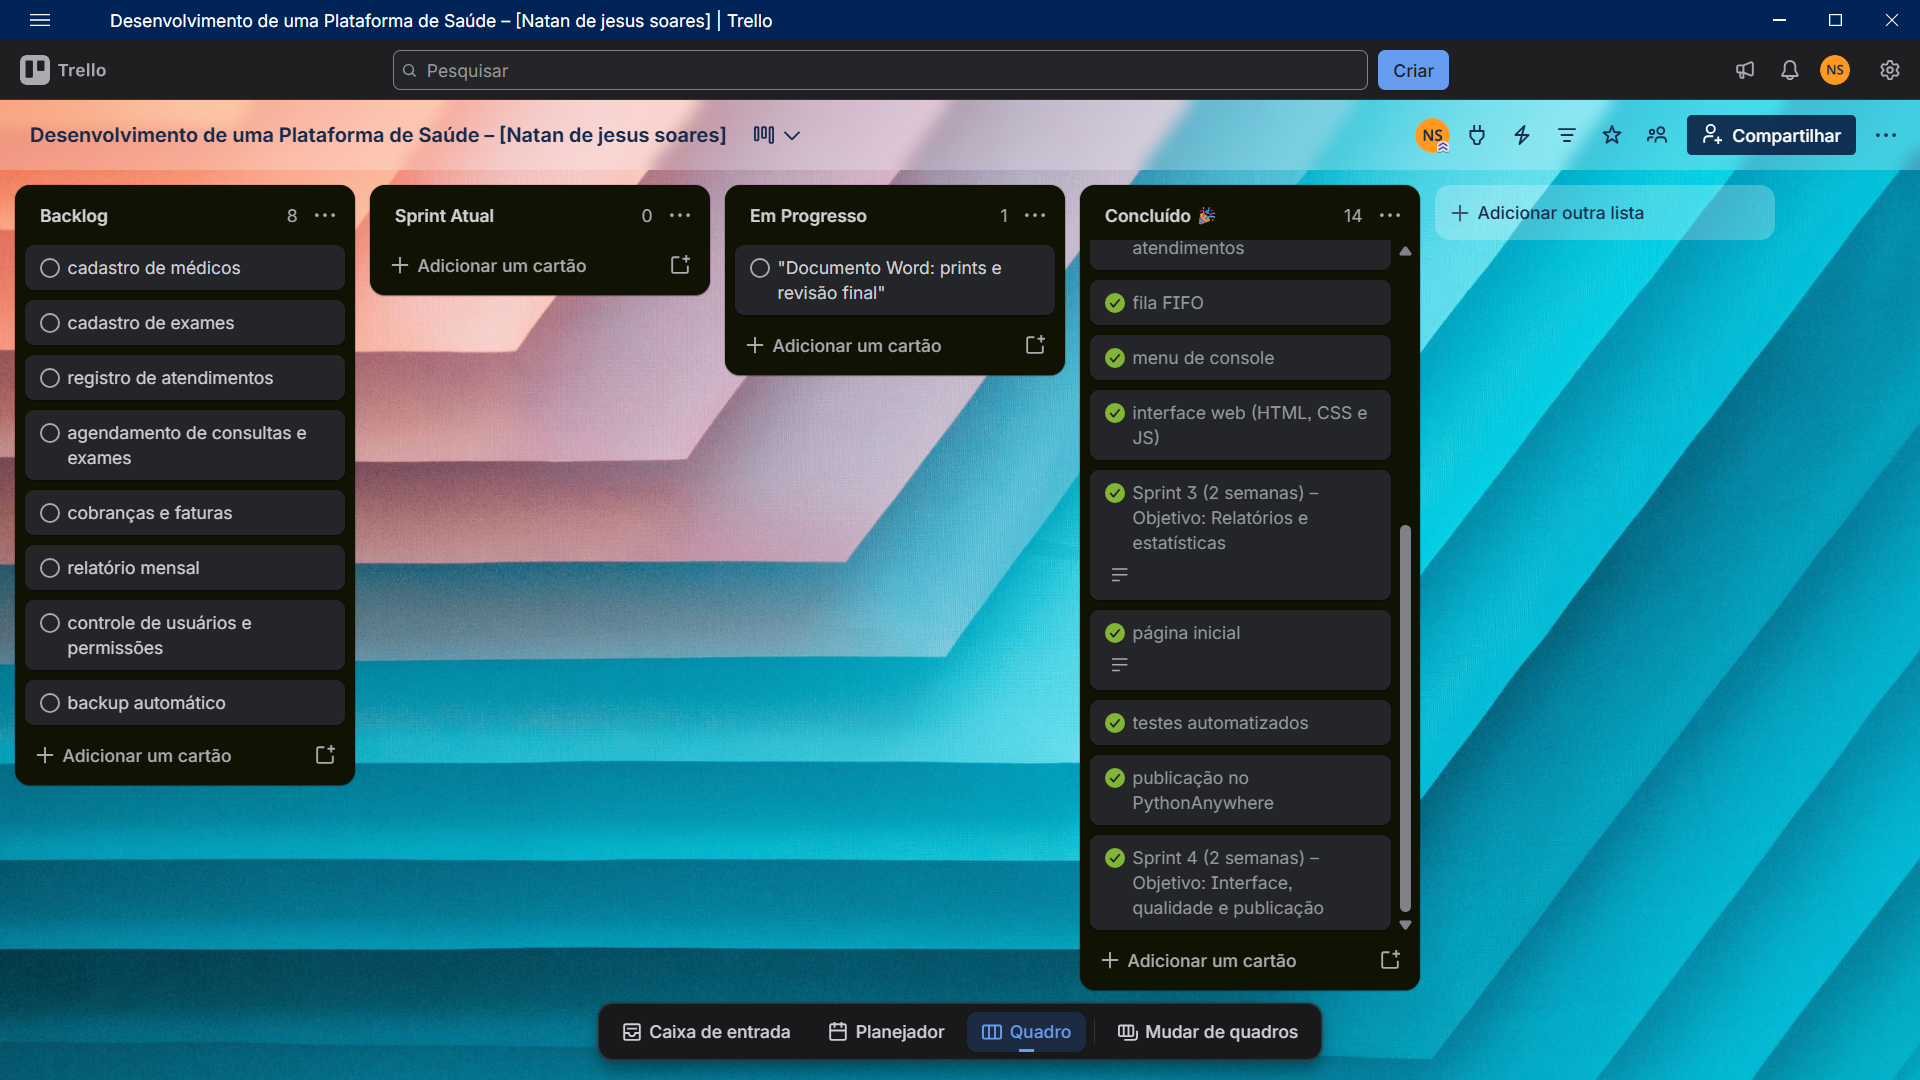 Desenvolvimento de uma Plataforma de Saúde – [Natan de jesus soares] | Trello
Trello
Pesquisar
Criar
NS
Desenvolvimento de uma Plataforma de Saúde – [Natan de jesus soares]
NS
Compartilhar
Backlog
8
cadastro de médicos
cadastro de exames
registro de atendimentos
agendamento de consultas e
exames
cobranças e faturas
relatório mensal
controle de usuários e
permissões
backup automático
Adicionar um cartão
Sprint Atual
0
Adicionar um cartão
Em Progresso
1
"Documento Word: prints e
revisão final"
Adicionar um cartão
Concluído 🎉
14
atendimentos
fila FIFO
menu de console
interface web (HTML, CSS e
JS)
Sprint 3 (2 semanas) –
Objetivo: Relatórios e
estatísticas
página inicial
testes automatizados
publicação no
PythonAnywhere
Sprint 4 (2 semanas) –
Objetivo: Interface,
qualidade e publicação
Adicionar um cartão
Adicionar outra lista
Caixa de entrada
Planejador
Quadro
Mudar de quadros